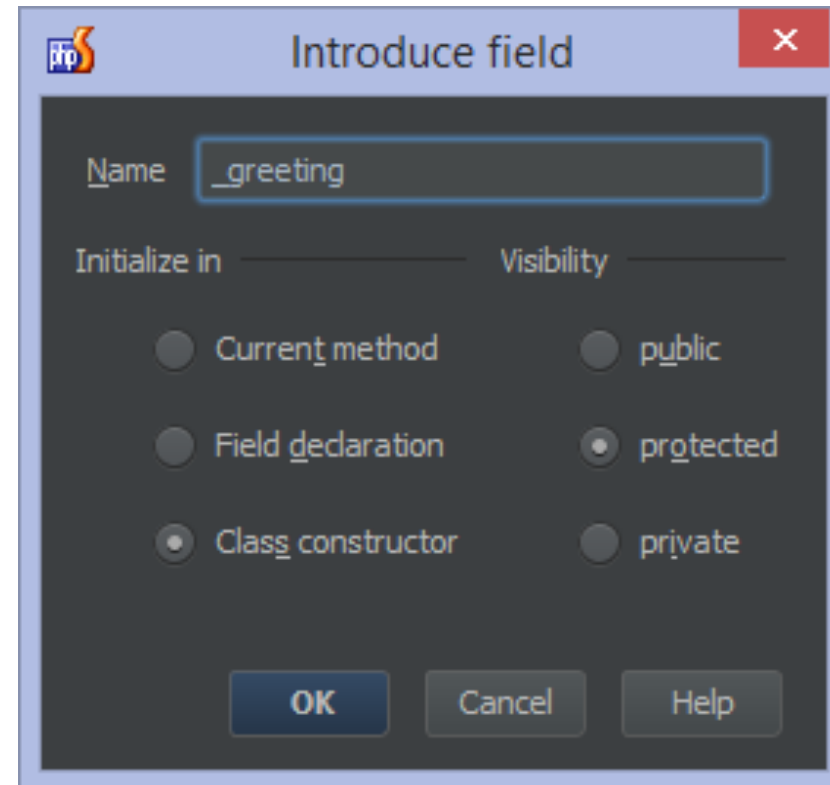 php
Introduce field
Name _greeting
Initialize in Visibility
Current method public
Field declaration protected
Class constructor private
OK Cancel Help